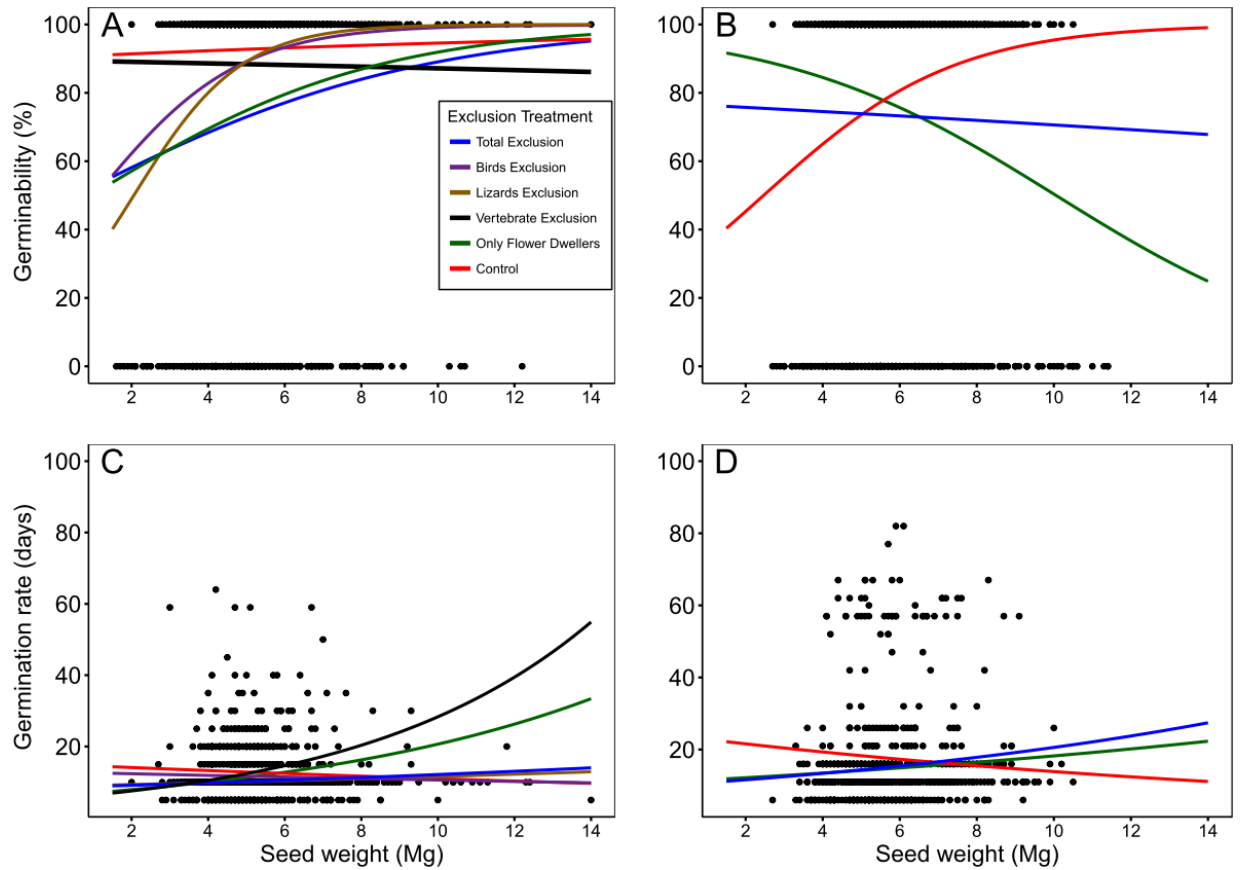 A
B
Germinability (%)
100
80
60
40
20
0
Exclusion Treatment
Total Exclusion
Birds Exclusion
Lizards Exclusion
Vertebrate Exclusion
Only Flower Dwellers
Control
2 4 6 8 10 12 14
100
80
60
40
20
0
2 4 6 8 10 12 14
C
D
Germination rate (days)
100
80
60
40
20
2 4 6 8 10 12 14
Seed weight (Mg)
100
80
60
40
20
2 4 6 8 10 12 14
Seed weight (Mg)